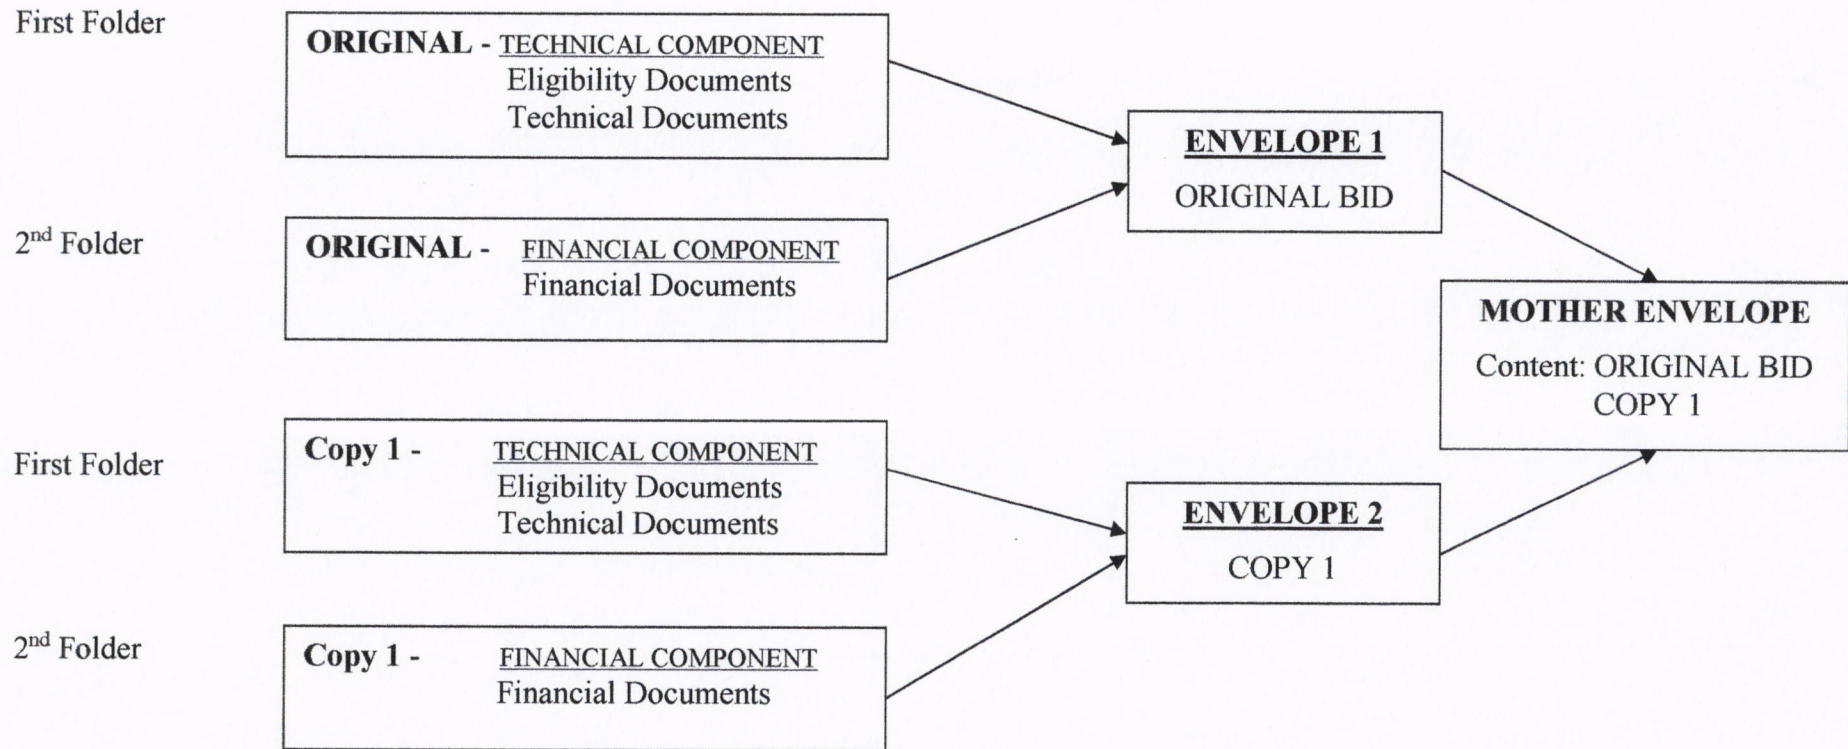 First Folder
ORIGINAL - TECHNICAL COMPONENT
Eligibility Documents
Technical Documents
2nd Folder
ORIGINAL - FINANCIAL COMPONENT
Financial Documents
First Folder
Copy 1 - TECHNICAL COMPONENT
Eligibility Documents
Technical Documents
2nd Folder
Copy 1 - FINANCIAL COMPONENT
Financial Documents
ENVELOPE 1
ORIGINAL BID
ENVELOPE 2
COPY 1
MOTHER ENVELOPE
Content: ORIGINAL BID
COPY 1